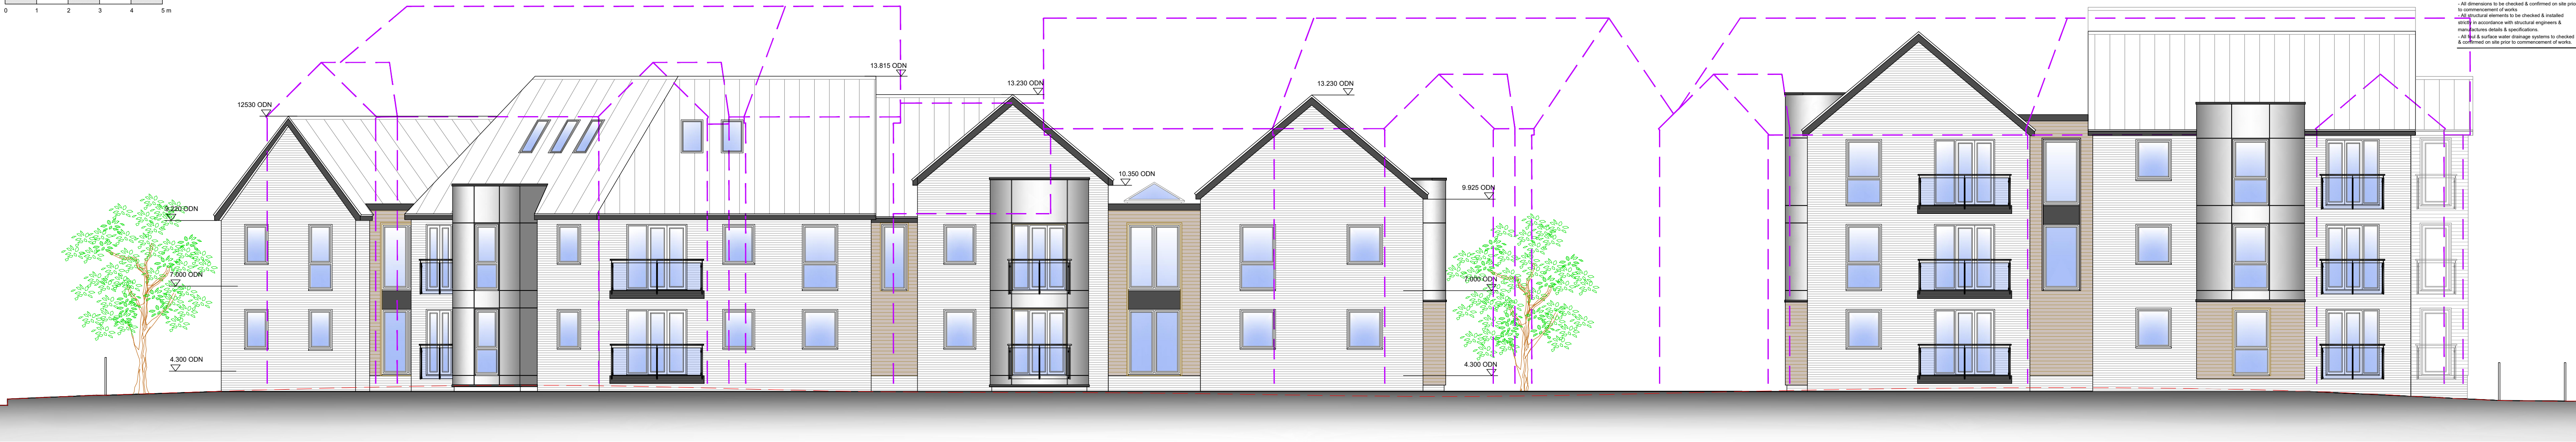 0 1 2 3 4 5 m
- All dimensions to be checked & confirmed on site prior
to commencement of works
- All structural elements to be checked & installed
strictly in accordance with structural engineers &
manufactures details & specifications.
- All foul & surface water drainage systems to checked
& confirmed on site prior to commencement of works.
13.815 ODN
13.230 ODN
13.230 ODN
12530 ODN
10.350 ODN
9.925 ODN
9.220 ODN
7.000 ODN
7.000 ODN
4.300 ODN
4.300 ODN